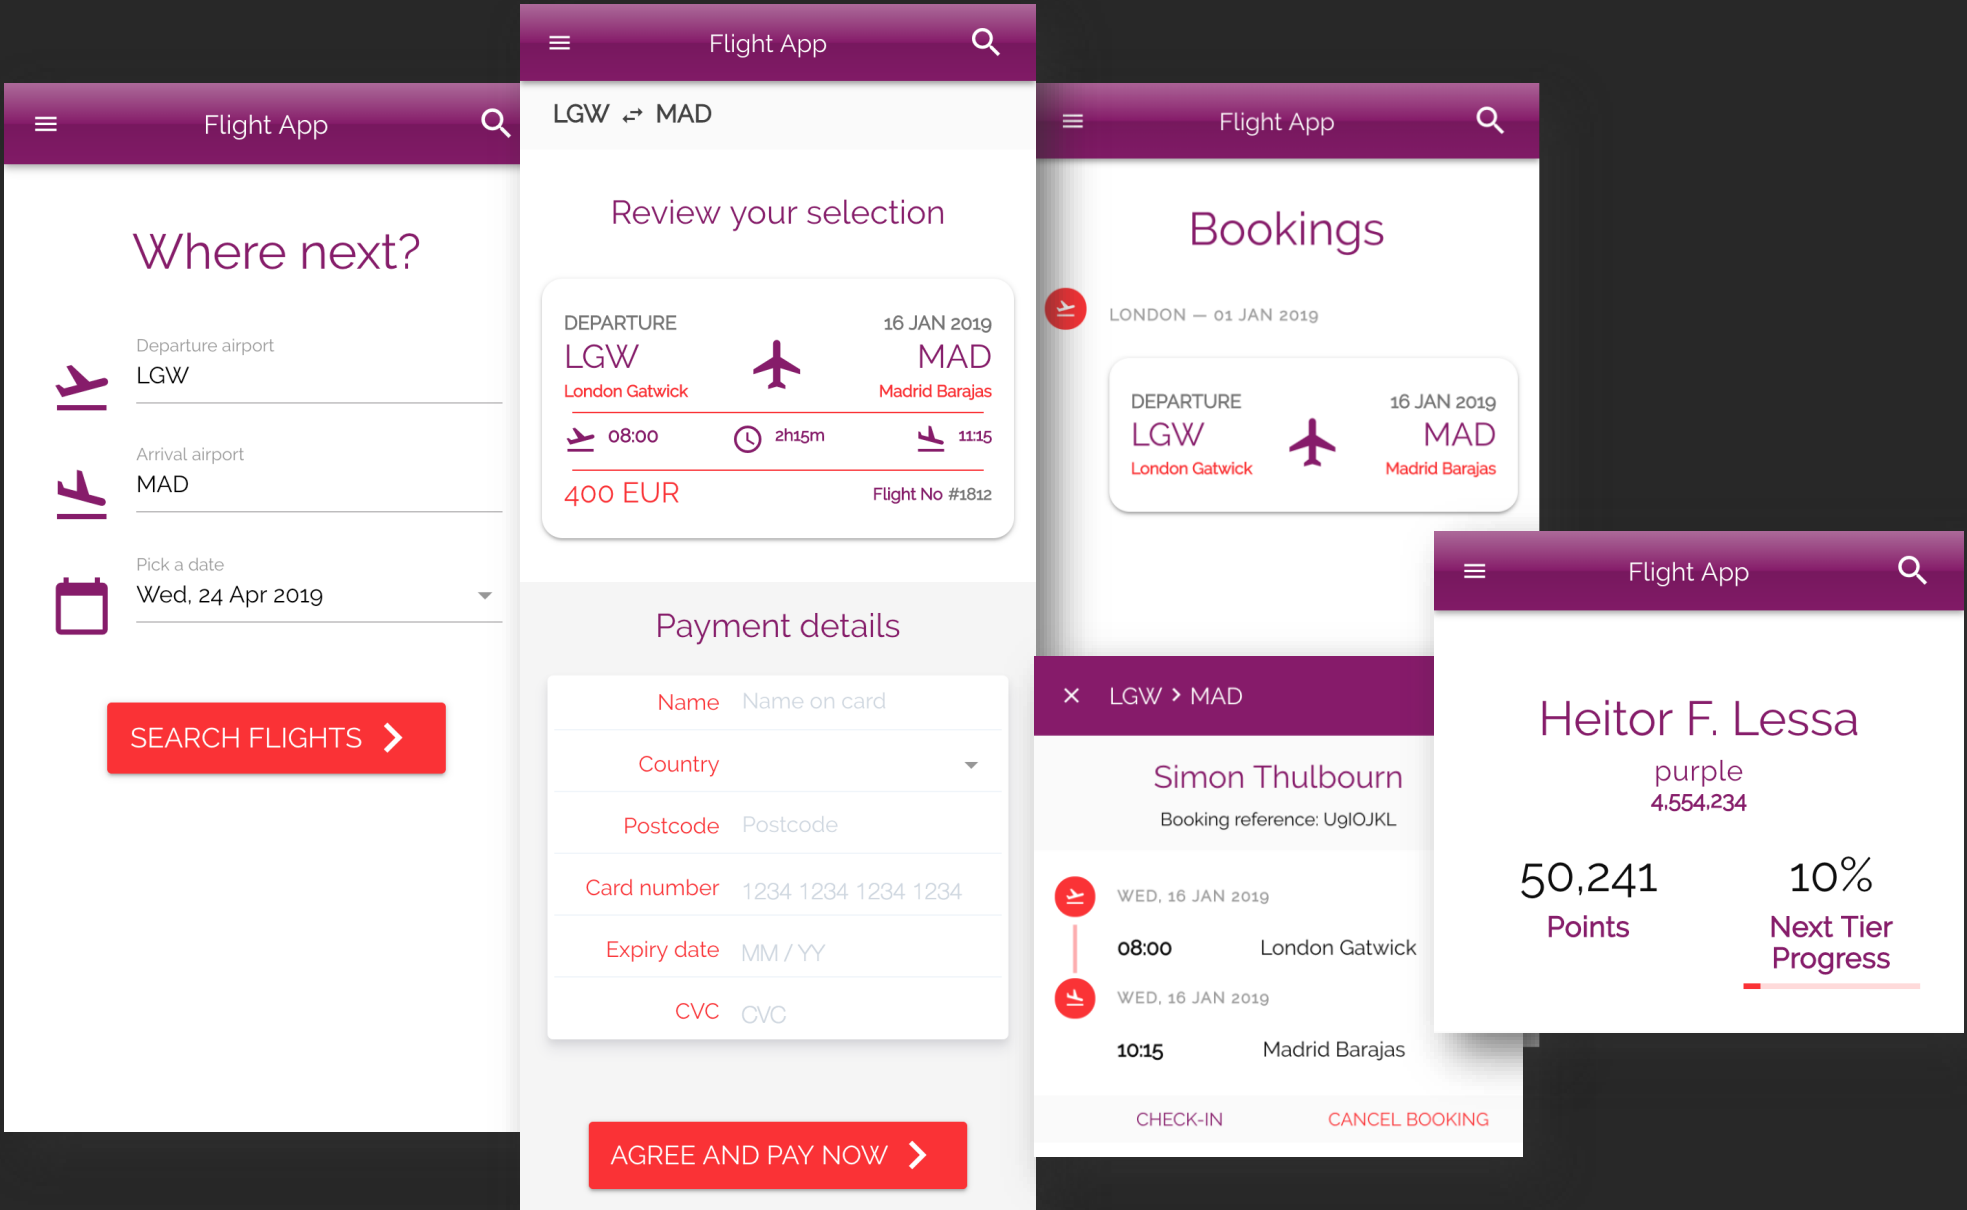 Flight App
Where next?
Departure airport
LGW
Arrival airport
MAD
Pick a date
Wed, 24 Apr 2019
SEARCH FLIGHTS
Flight App
LGW MAD
Review your selection
DEPARTURE 16 JAN 2019
LGW MAD
London Gatwick Madrid Barajas
08:00 2h15m 11:15
400 EUR Flight No #1812
Payment details
Name Name on card
Country
Postcode Postcode
Card number 1234 1234 1234 1234
Expiry date MM / YY
CVC CVC
AGREE AND PAY NOW
Flight App
Bookings
LONDON — 01 JAN 2019
DEPARTURE 16 JAN 2019
LGW MAD
London Gatwick Madrid Barajas
LGW > MAD
Simon Thulbourn
Booking reference: U9IOJKL
WED, 16 JAN 2019
08:00 London Gatwick
WED, 16 JAN 2019
10:15 Madrid Barajas
CHECK-IN CANCEL BOOKING
Flight App
Heitor F. Lessa
purple
4,554,234
50,241 10%
Points Next Tier
Progress